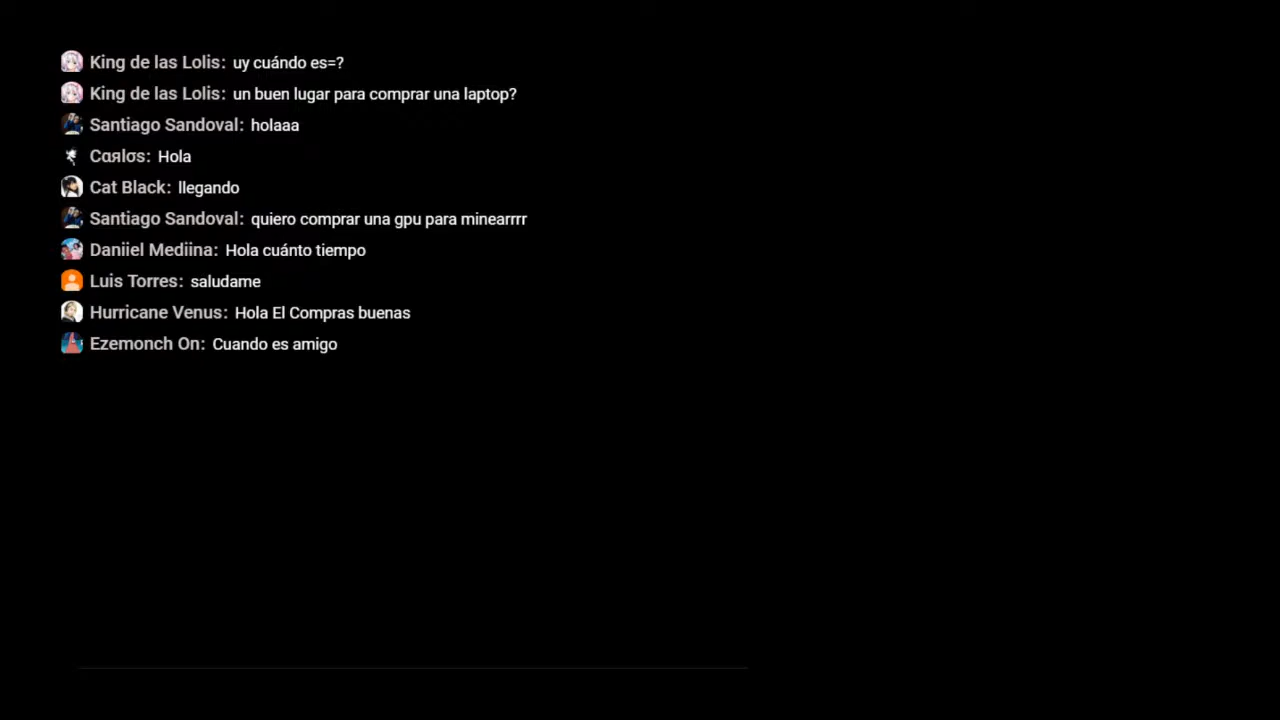 King de las Lolis: uy cuándo es=?
King de las Lolis: un buen lugar para comprar una laptop?
Santiago Sandoval: holaaa
Cαяlσs: Hola
Cat Black: llegando
Santiago Sandoval: quiero comprar una gpu para minearrrr
Daniiel Mediina: Hola cuánto tiempo
Luis Torres: saludame
Hurricane Venus: Hola El Compras buenas
Ezemonch On: Cuando es amigo